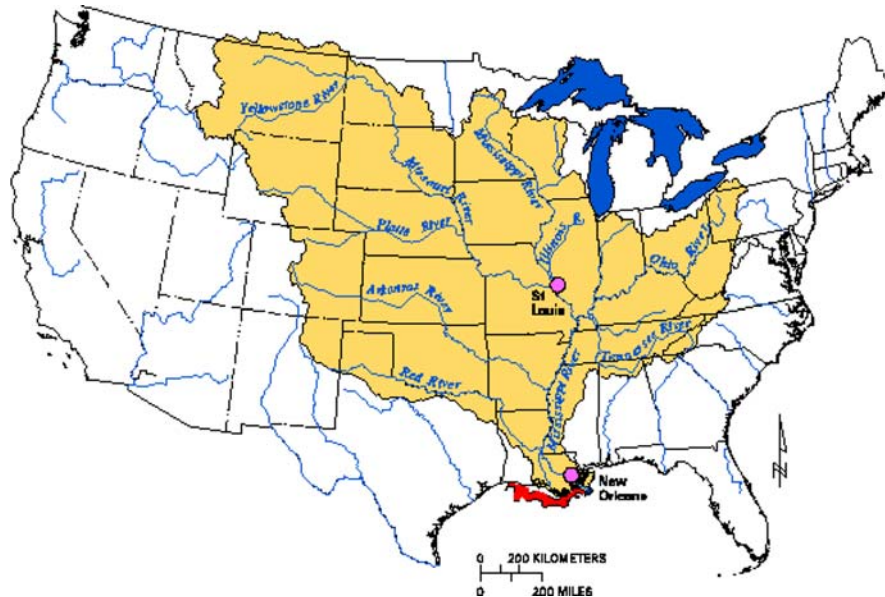 Yellowstone River
Missouri River
Mississippi River
Platte River
Illinois R.
Ohio River
St
Louis
Arkansas River
Tennessee River
Red River
Mississippi River
New
Orleans
N
0 200 KILOMETERS
0 200 MILES